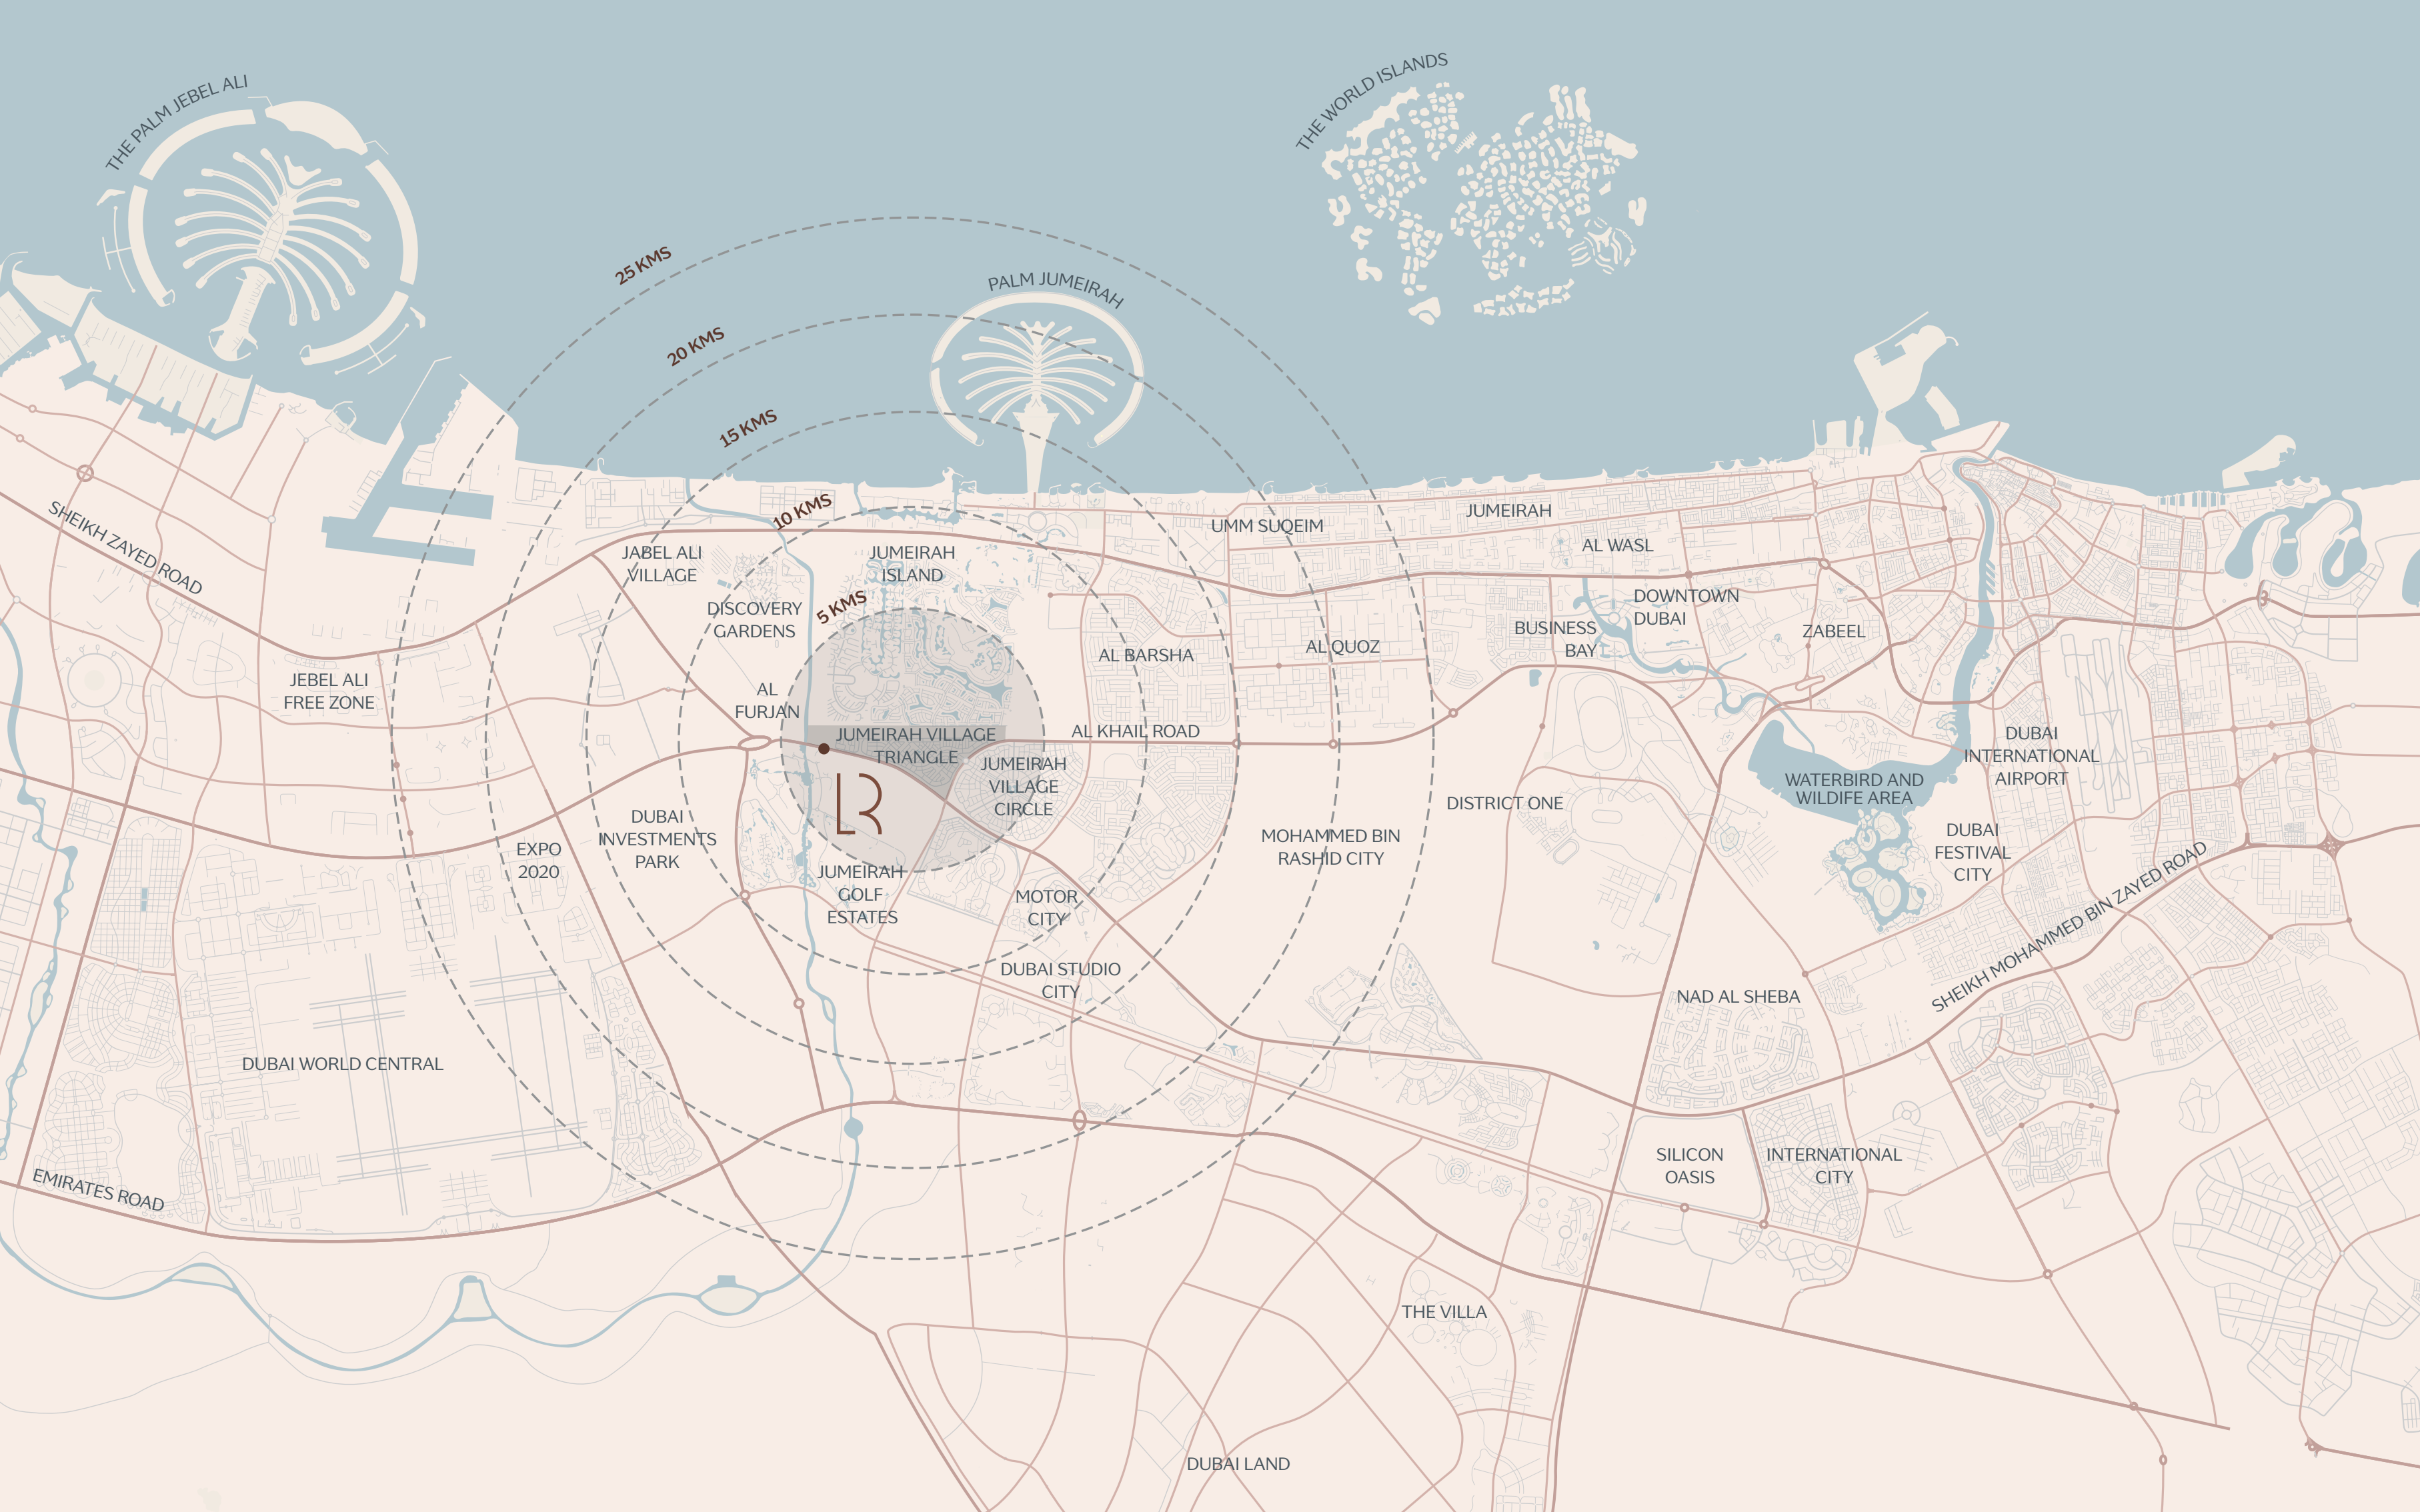 THE PALM JEBEL ALI
THE WORLD ISLANDS
25 KMS
PALM JUMEIRAH
20 KMS
15 KMS
10 KMS
SHEIKH ZAYED ROAD
JUMEIRAH
UMM SUQEIM
AL WASL
JABEL ALI
VILLAGE
JUMEIRAH
ISLAND
5 KMS
DISCOVERY
GARDENS
DOWNTOWN
DUBAI
BUSINESS
BAY
ZABEEL
AL QUOZ
AL BARSHA
JEBEL ALI
FREE ZONE
AL
FURJAN
JUMEIRAH VILLAGE
TRIANGLE
AL KHAIL ROAD
DUBAI
INTERNATIONAL
AIRPORT
JUMEIRAH
VILLAGE
CIRCLE
WATERBIRD AND
WILDIFE AREA
DISTRICT ONE
DUBAI
INVESTMENTS
PARK
LR
MOHAMMED BIN
RASHID CITY
DUBAI
FESTIVAL
CITY
EXPO
2020
JUMEIRAH
GOLF
ESTATES
MOTOR
CITY
SHEIKH MOHAMMED BIN ZAYED ROAD
DUBAI STUDIO
CITY
NAD AL SHEBA
DUBAI WORLD CENTRAL
SILICON
OASIS
INTERNATIONAL
CITY
EMIRATES ROAD
THE VILLA
DUBAI LAND